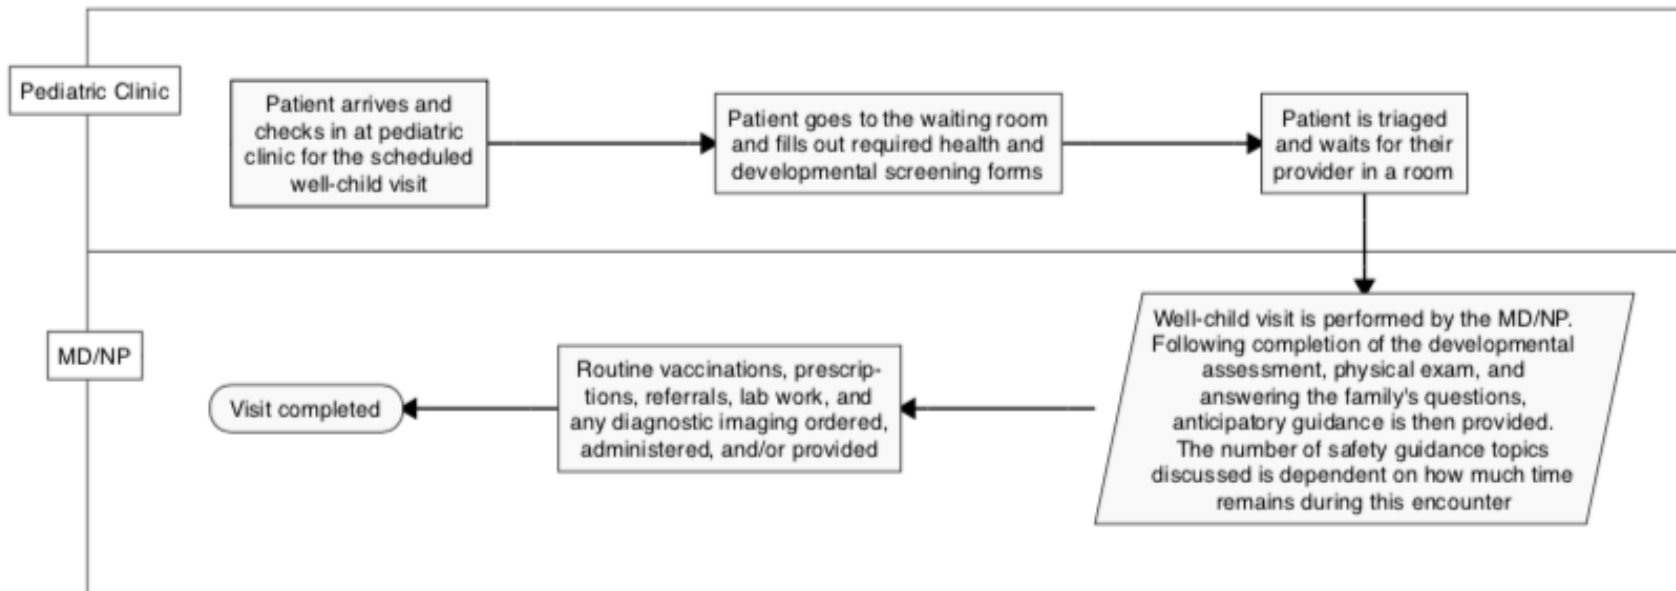 Pediatric Clinic
Patient arrives and
checks in at pediatric
clinic for the scheduled
well-child visit
Patient goes to the waiting room
and fills out required health and
developmental screening forms
Patient is triaged
and waits for their
provider in a room
MD/NP
Well-child visit is performed by the MD/NP.
Following completion of the developmental
assessment, physical exam, and
answering the family's questions,
anticipatory guidance is then provided.
The number of safety guidance topics
discussed is dependent on how much time
remains during this encounter
Routine vaccinations, prescrip-
tions, referrals, lab work, and
any diagnostic imaging ordered,
administered, and/or provided
Visit completed